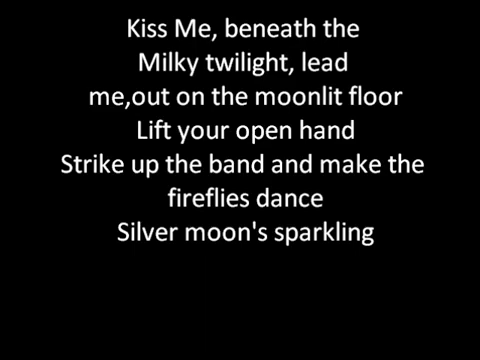 Kiss Me, beneath the
Milky twilight, lead
me,out on the moonlit floor
Lift your open hand
Strike up the band and make the
fireflies dance
Silver moon's sparkling